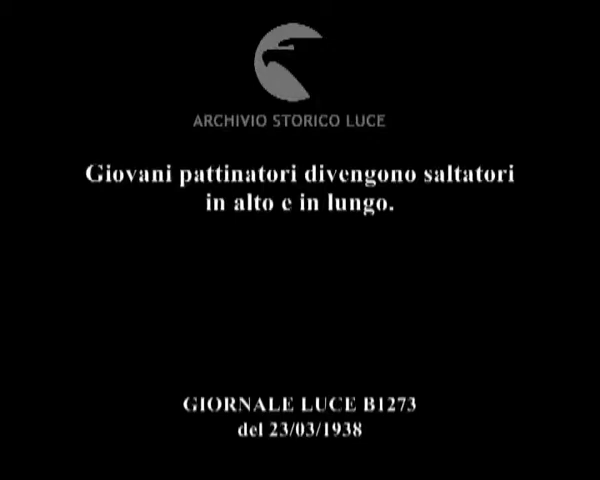 ARCHIVIO STORICO LUCE
Giovani pattinatori divengono saltatori
in alto e in lungo.
GIORNALE LUCE B1273
del 23/03/1938